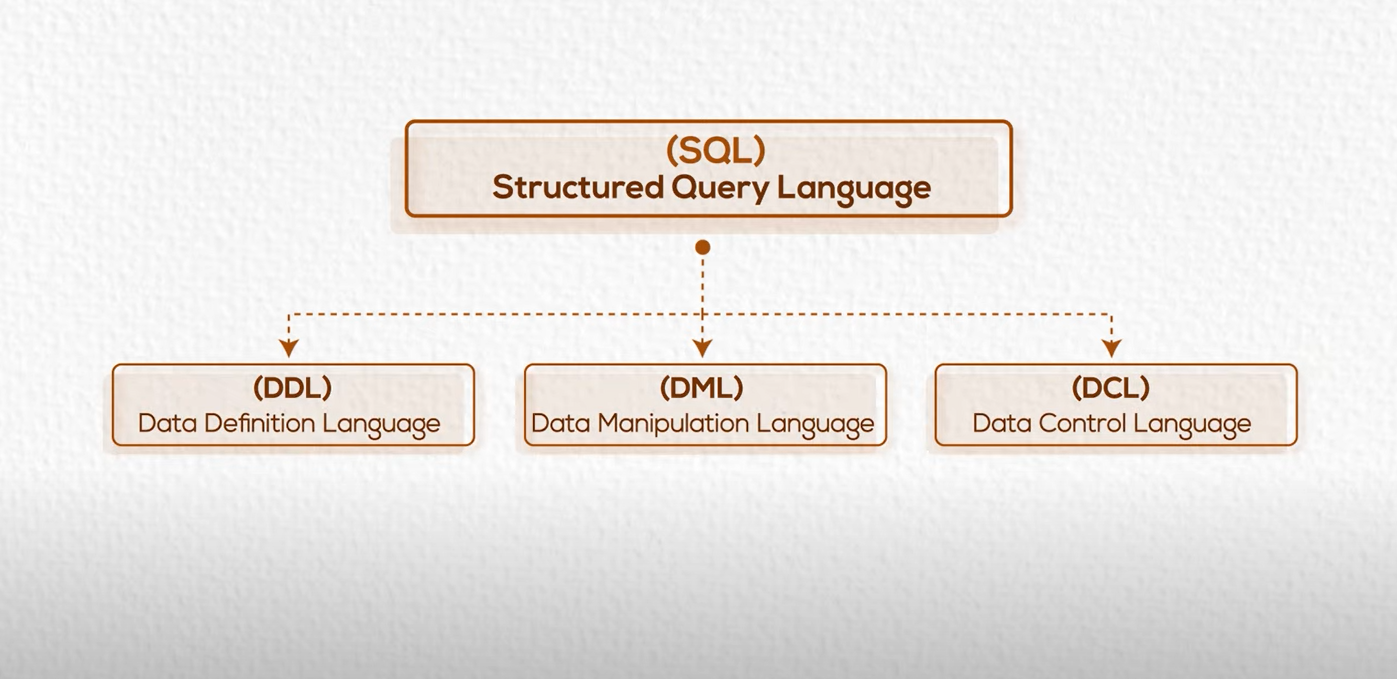 (SQL)
Structured Query Language
(DDL)
Data Definition Language
(DML)
Data Manipulation Language
(DCL)
Data Control Language